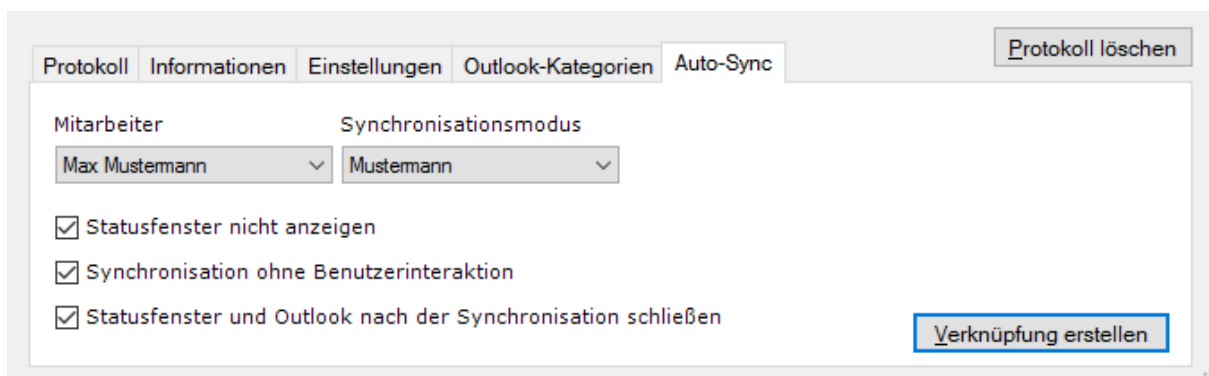 Protokoll löschen
Protokoll Informationen Einstellungen Outlook-Kategorien Auto-Sync
Mitarbeiter Synchronisationsmodus
Max Mustermann Mustermann
Statusfenster nicht anzeigen
Synchronisation ohne Benutzerinteraktion
Statusfenster und Outlook nach der Synchronisation schließen
Verknüpfung erstellen